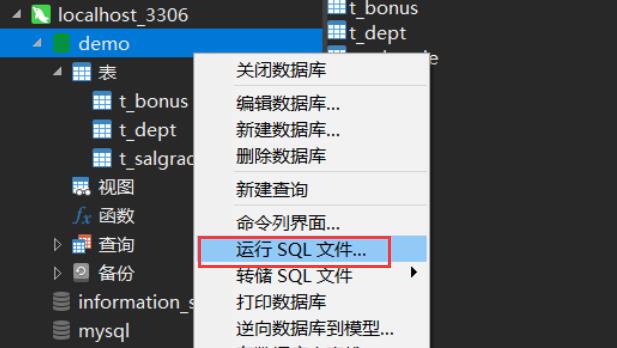 localhost_3306
demo
表
t_bonus
t_dept
t_salgrad
视图
fx 函数
查询
备份
information_s
mysql
t_bonus
t_dept
关闭数据库
编辑数据库...
新建数据库...
删除数据库
新建查询
命令列界面...
运行 SQL 文件...
转储 SQL 文件
打印数据库
逆向数据库到模型...